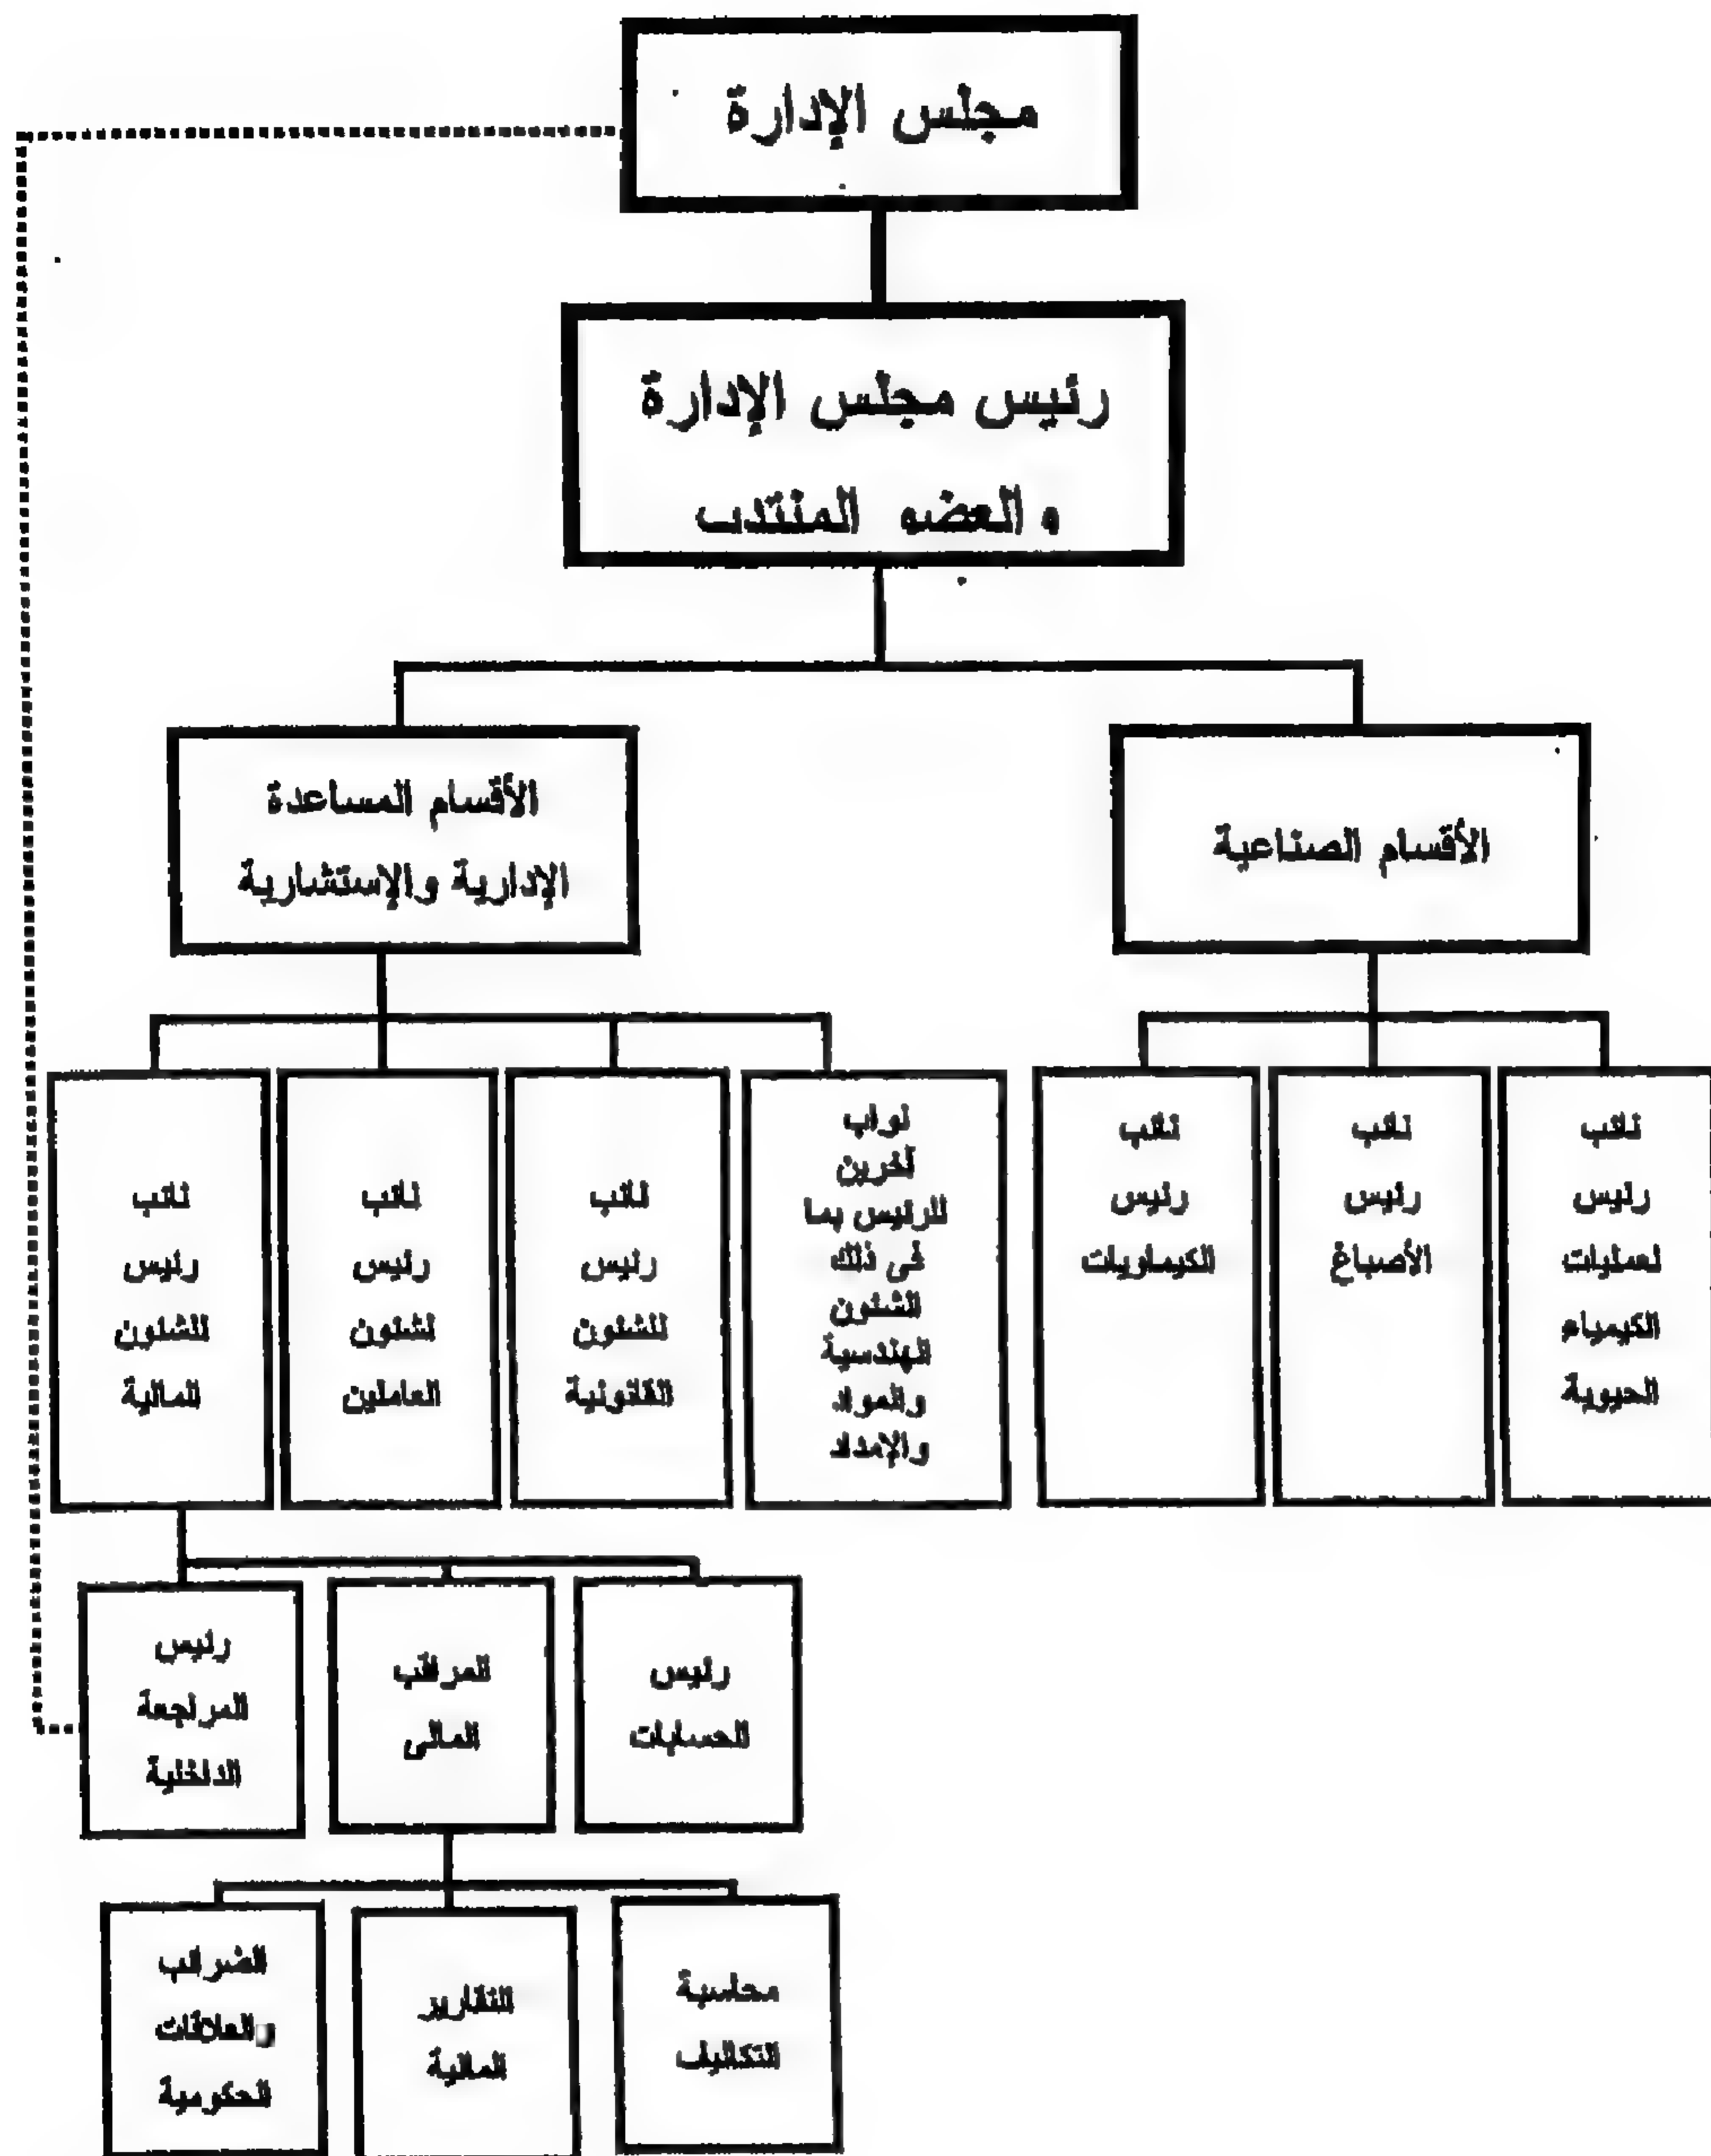 مجلس الإدارة
رئيس مجلس الإدارة
و العضو المنتدب
الأقسام الصناعية
الأقسام المساعدة
الإدارية والإستشارية
نائب
رئيس
لعمليات
الكيمياء
الحيوية
نائب
رئيس
الأصباغ
نائب
رئيس
الكيماويات
نواب
آخرين
للرئيس بما
فى ذلك
الشئون
الهندسية
والمواد
والإمداد
نائب
رئيس
للشئون
القانونية
نائب
رئيس
لشئون
العاملين
نائب
رئيس
للشئون
المالية
رئيس
الحسابات
المراقب
المالى
رئيس
المراجعة
الداخلية
محاسبة
التكاليف
التقارير
المالية
الضرائب
والعلاقات
الحكومية